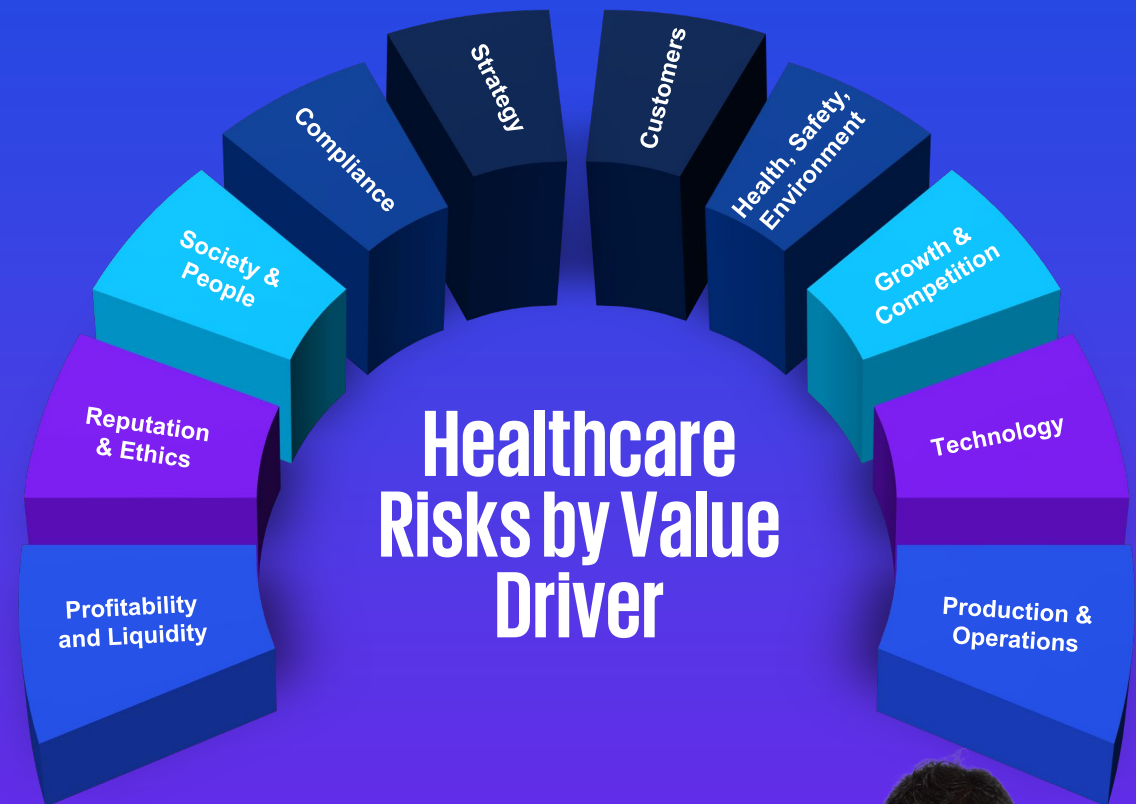 Strategy
Customers
Compliance
Health, Safety,
Environment
Society &
People
Growth &
Competition
Reputation
& Ethics
Technology
Healthcare
Risks by Value
Driver
Profitability
and Liquidity
Production &
Operations